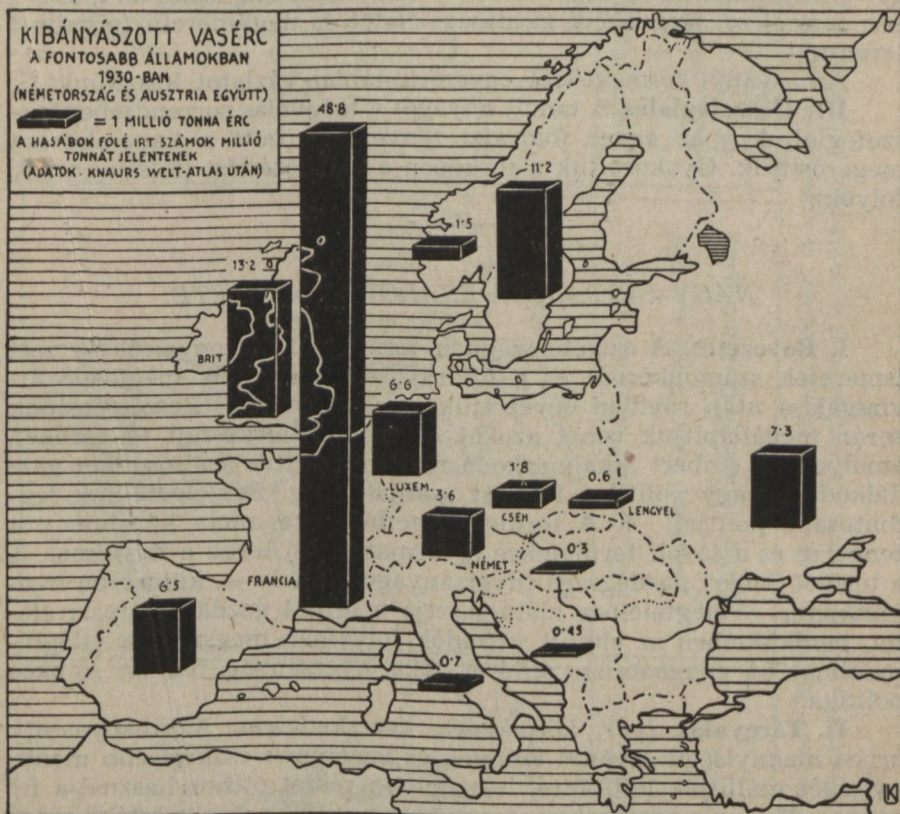 KIBÁNYÁSZOTT VASÉRC
A FONTOSABB ÁLLAMOKBAN
1930-BAN
(NÉMETORSZÁG ÉS AUSZTRIA EGYÜTT)
= 1 MILLIÓ TONNA ÉRC
A HASÁBOK FÖLÉ IRT SZÁMOK MILLIÓ
TONNÁT JELENTENEK
(ADATOK· KNAURS WELT-ATLAS UTÁN)
48·8
11·2
1·5
13·2
BRIT
6·6
7·3
LUXEM.
1·8
0.6
CSEH
LENGYEL
3·6
NÉMET
0·3
FRANCIA
6·5
0·45
0·7